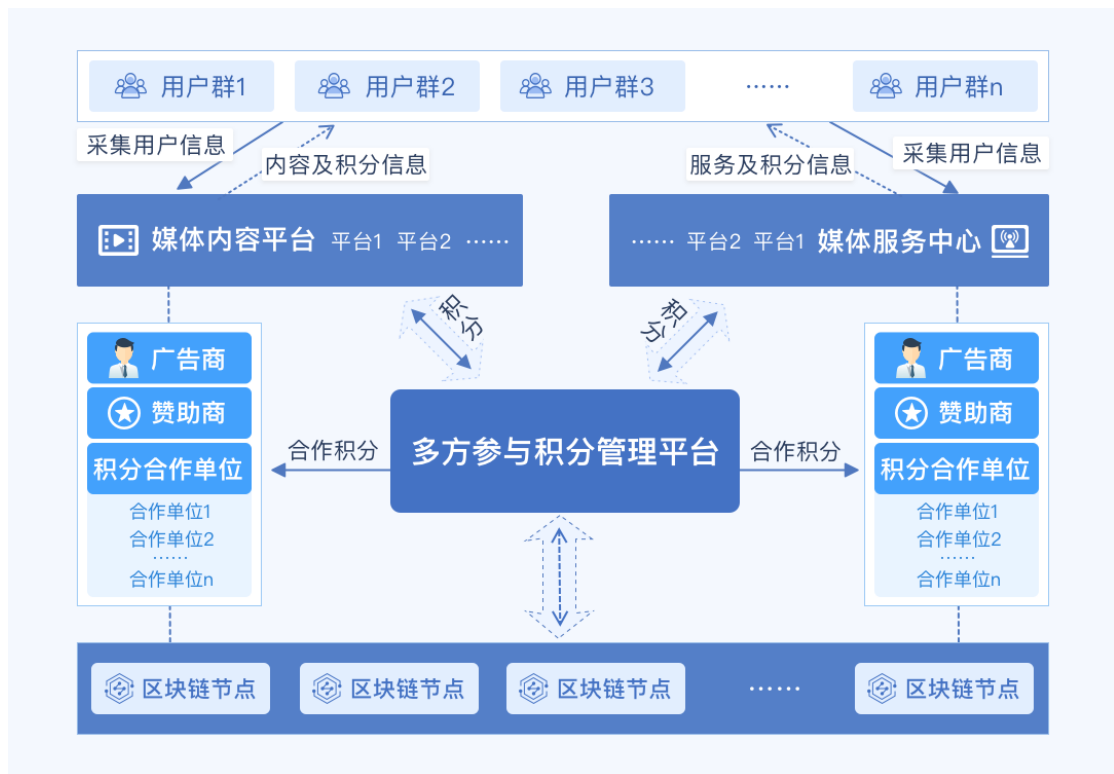 用户群1
用户群2
用户群3
……
用户群n
采集用户信息
内容及积分信息
服务及积分信息
采集用户信息
媒体内容平台 平台1 平台2 ……
…… 平台2 平台1 媒体服务中心
积分
积分
广告商
赞助商
积分合作单位
合作单位1
合作单位2
……
合作单位n
合作积分
多方参与积分管理平台
合作积分
广告商
赞助商
积分合作单位
合作单位1
合作单位2
……
合作单位n
区块链节点
区块链节点
区块链节点
……
区块链节点